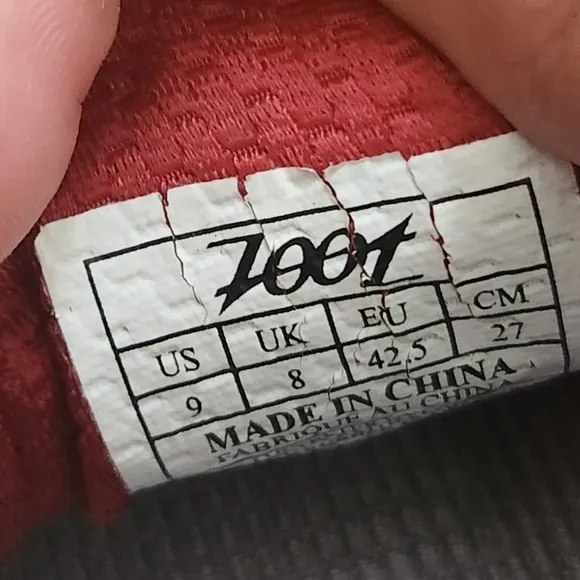 ZOOT
US UK EU CM
9 8 42.5 27
MADE IN CHINA
FABRIQUE AU CHINA